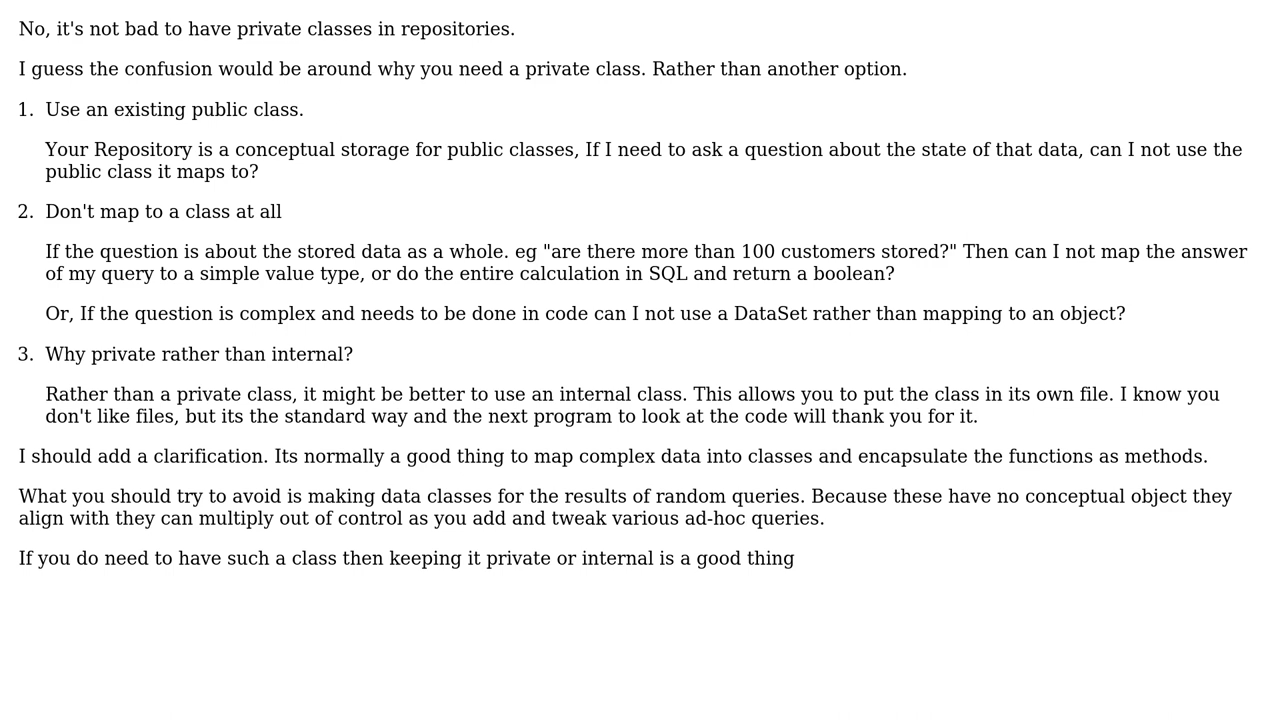 No, it's not bad to have private classes in repositories.
I guess the confusion would be around why you need a private class. Rather than another option.
1. Use an existing public class.
Your Repository is a conceptual storage for public classes, If I need to ask a question about the state of that data, can I not use the
public class it maps to?
2. Don't map to a class at all
If the question is about the stored data as a whole. eg "are there more than 100 customers stored?" Then can I not map the answer
of my query to a simple value type, or do the entire calculation in SQL and return a boolean?
Or, If the question is complex and needs to be done in code can I not use a DataSet rather than mapping to an object?
3. Why private rather than internal?
Rather than a private class, it might be better to use an internal class. This allows you to put the class in its own file. I know you
don't like files, but its the standard way and the next program to look at the code will thank you for it.
I should add a clarification. Its normally a good thing to map complex data into classes and encapsulate the functions as methods.
What you should try to avoid is making data classes for the results of random queries. Because these have no conceptual object they
align with they can multiply out of control as you add and tweak various ad-hoc queries.
If you do need to have such a class then keeping it private or internal is a good thing